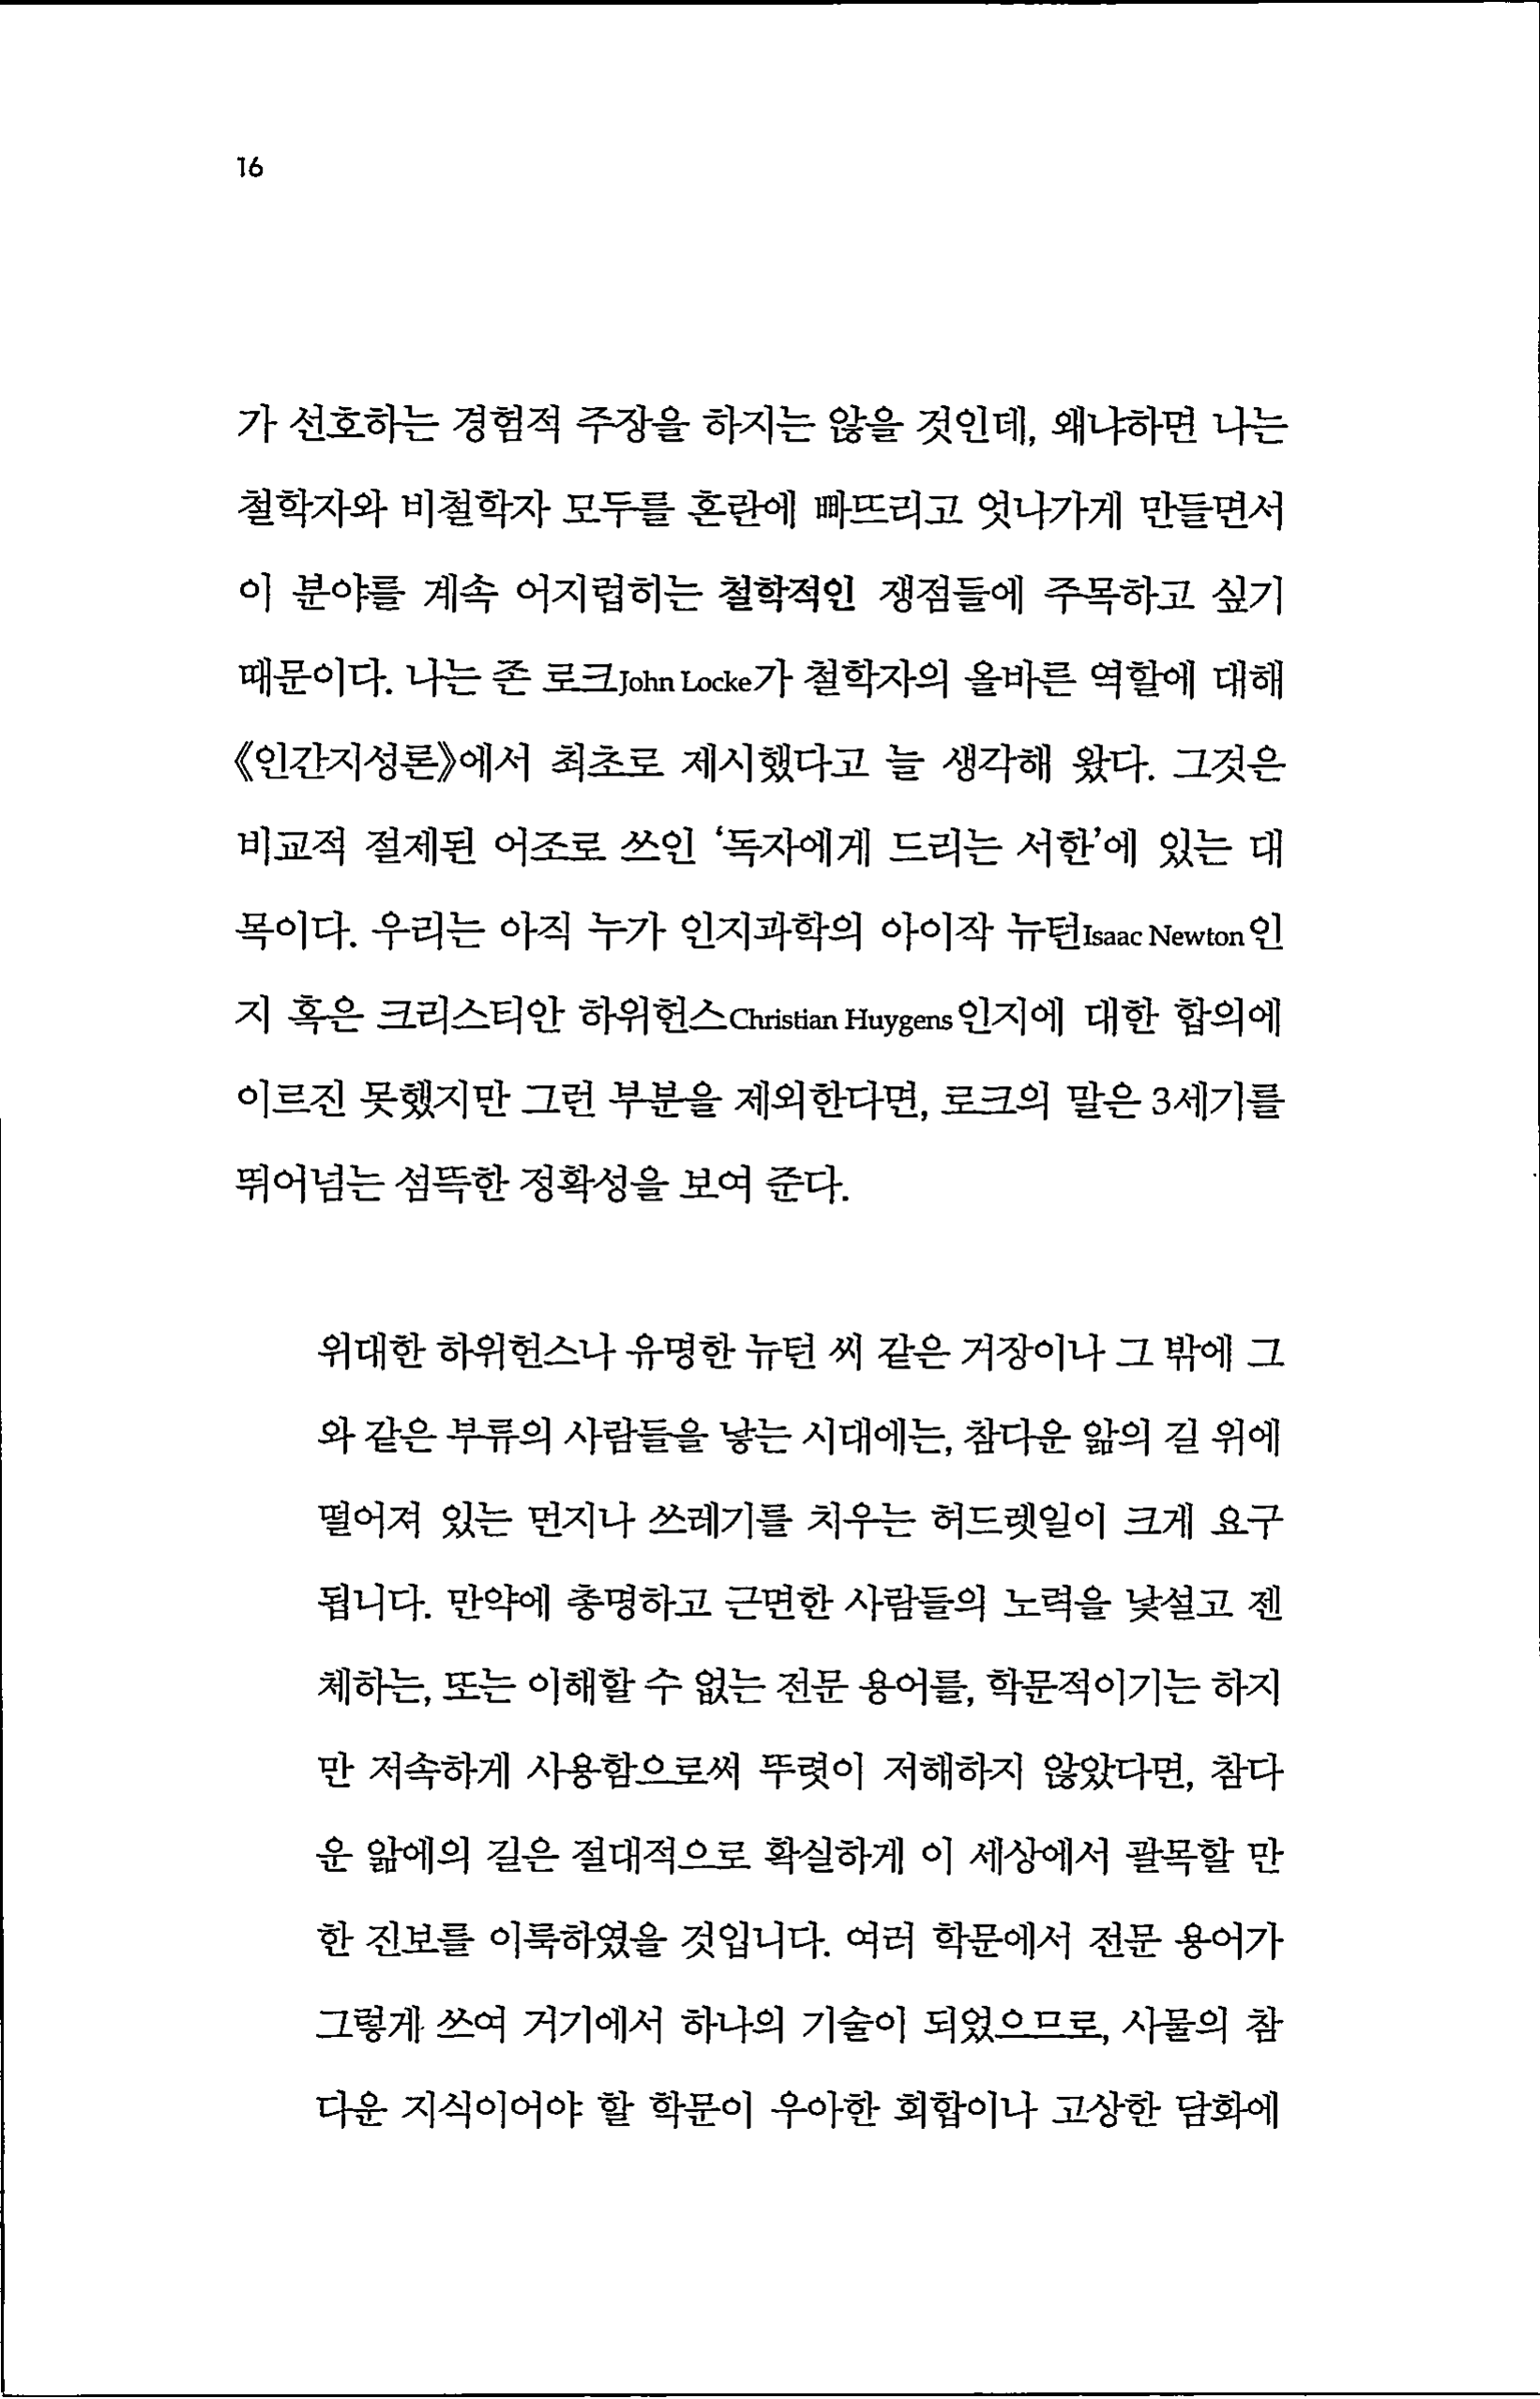 16
가 선호하는 경험적 주장을 하지는 않을 것인데, 왜냐하면 나는
철학자와 비철학자 모두를 혼란에 빠뜨리고 엇나가게 만들면서
이 분야를 계속 어지럽히는 철학적인 쟁점들에 주목하고 싶기
때문이다. 나는 존 로크John Locke가 철학자의 올바른 역할에 대해
《인간지성론》에서 최초로 제시했다고 늘 생각해 왔다. 그것은
비교적 절제된 어조로 쓰인 ‘독자에게 드리는 서한’에 있는 대
목이다. 우리는 아직 누가 인지과학의 아이작 뉴턴Isaac Newton인
지 혹은 크리스티안 하위헌스Christian Huygens인지에 대한 합의에
이르진 못했지만 그런 부분을 제외한다면, 로크의 말은 3세기를
뛰어넘는 섬뜩한 정확성을 보여 준다.
위대한 하위헌스나 유명한 뉴턴 씨 같은 거장이나 그 밖에 그
와 같은 부류의 사람들을 낳는 시대에는, 참다운 앎의 길 위에
떨어져 있는 먼지나 쓰레기를 치우는 허드렛일이 크게 요구
됩니다. 만약에 총명하고 근면한 사람들의 노력을 낯설고 젠
체하는, 또는 이해할 수 없는 전문 용어를, 학문적이기는 하지
만 저속하게 사용함으로써 뚜렷이 저해하지 않았다면, 참다
운 앎에의 길은 절대적으로 확실하게 이 세상에서 괄목할 만
한 진보를 이룩하였을 것입니다. 여러 학문에서 전문 용어가
그렇게 쓰여 거기에서 하나의 기술이 되었으므로, 사물의 참
다운 지식이어야 할 학문이 우아한 회합이나 고상한 담화에